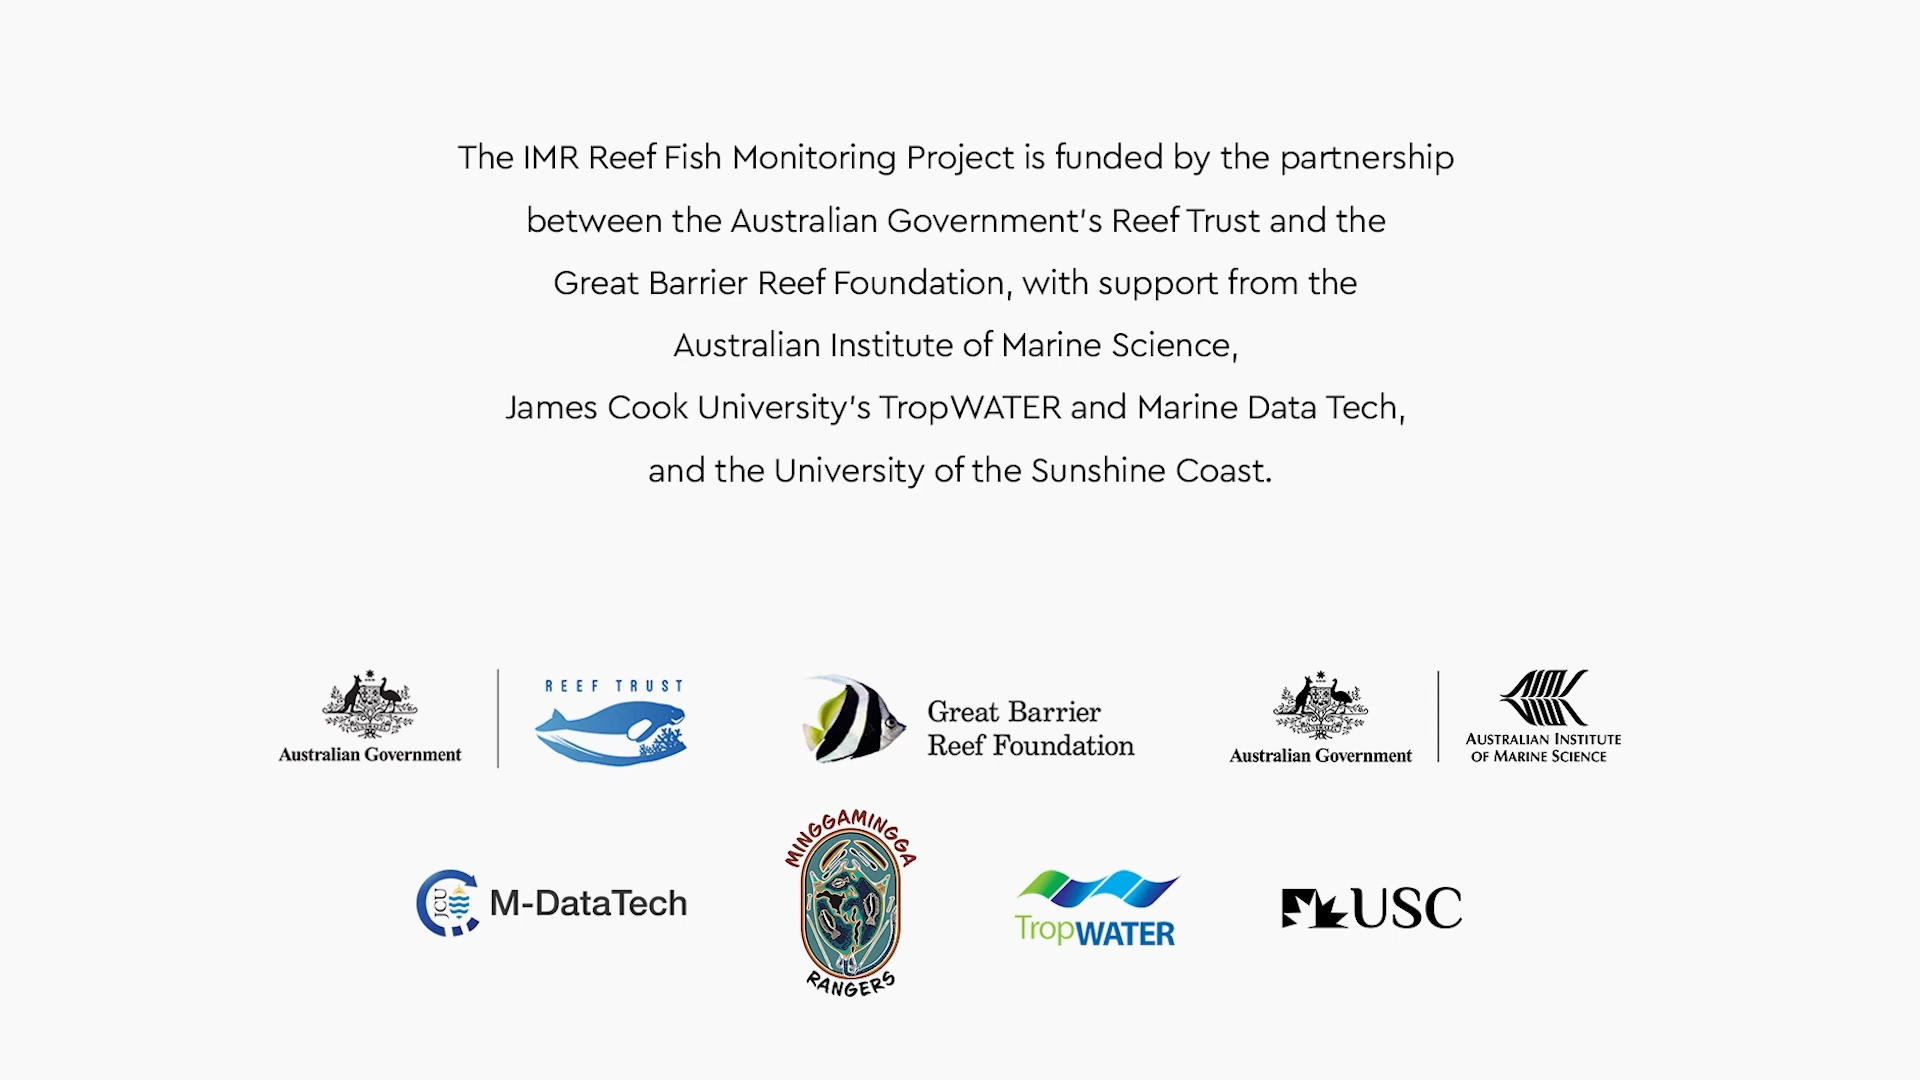 The IMR Reef Fish Monitoring Project is funded by the partnership
between the Australian Government's Reef Trust and the
Great Barrier Reef Foundation, with support from the
Australian Institute of Marine Science,
James Cook University's TropWATER and Marine Data Tech,
and the University of the Sunshine Coast.
Australian Government
REEF TRUST
Great Barrier
Reef Foundation
Australian Government
AUSTRALIAN INSTITUTE
OF MARINE SCIENCE
JCU
M-DataTech
MINGGAMINGGA
RANGERS
TropWATER
USC